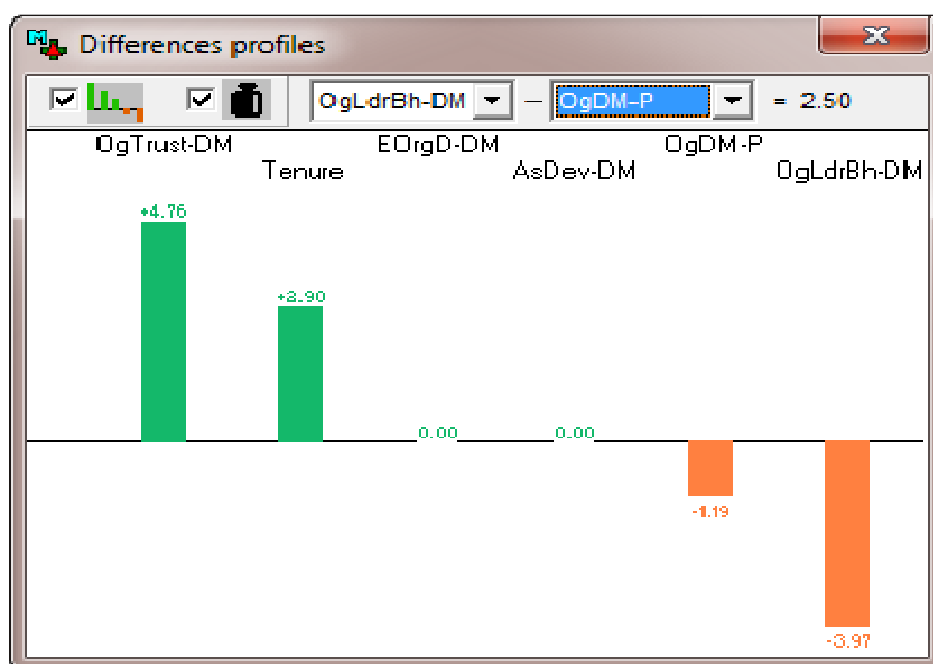 M
Differences profiles
OgLdrBh-DM – OgDM-P = 2.50
OgTrust-DM EOrgD-DM OgDM-P
Tenure AsDev-DM OgLdrBh-DM
+4.76
+2.90
0.00 0.00
-1.19
-3.97